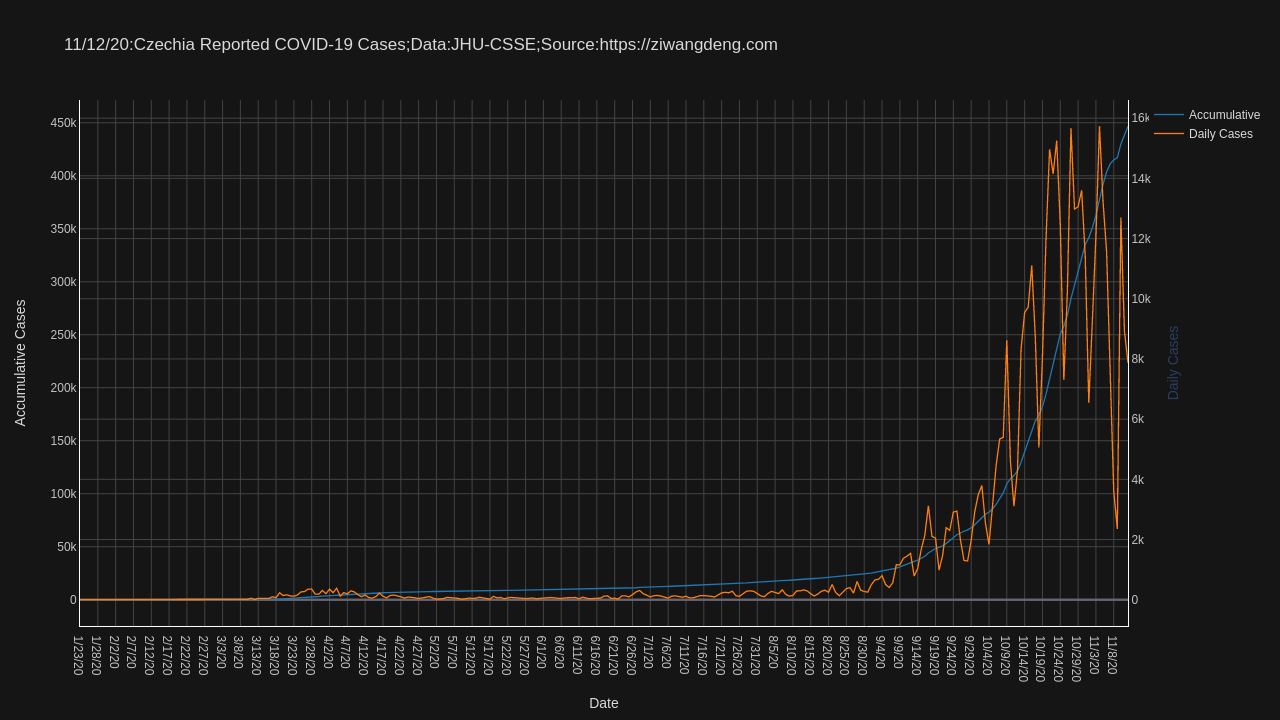 11/12/20:Czechia Reported COVID-19 Cases;Data:JHU-CSSE;Source:https://ziwangdeng.com
Accumulative
Daily Cases
450k
400k
350k
300k
250k
200k
150k
100k
50k
0
16k
14k
12k
10k
8k
6k
4k
2k
0
Accumulative Cases
Daily Cases
1/23/20
1/28/20
2/2/20
2/7/20
2/12/20
2/17/20
2/22/20
2/27/20
3/3/20
3/8/20
3/13/20
3/18/20
3/23/20
3/28/20
4/2/20
4/7/20
4/12/20
4/17/20
4/22/20
4/27/20
5/2/20
5/7/20
5/12/20
5/17/20
5/22/20
5/27/20
6/1/20
6/6/20
6/11/20
6/16/20
6/21/20
6/26/20
7/1/20
7/6/20
7/11/20
7/16/20
7/21/20
7/26/20
7/31/20
8/5/20
8/10/20
8/15/20
8/20/20
8/25/20
8/30/20
9/4/20
9/9/20
9/14/20
9/19/20
9/24/20
9/29/20
10/4/20
10/9/20
10/14/20
10/19/20
10/24/20
10/29/20
11/3/20
11/8/20
Date